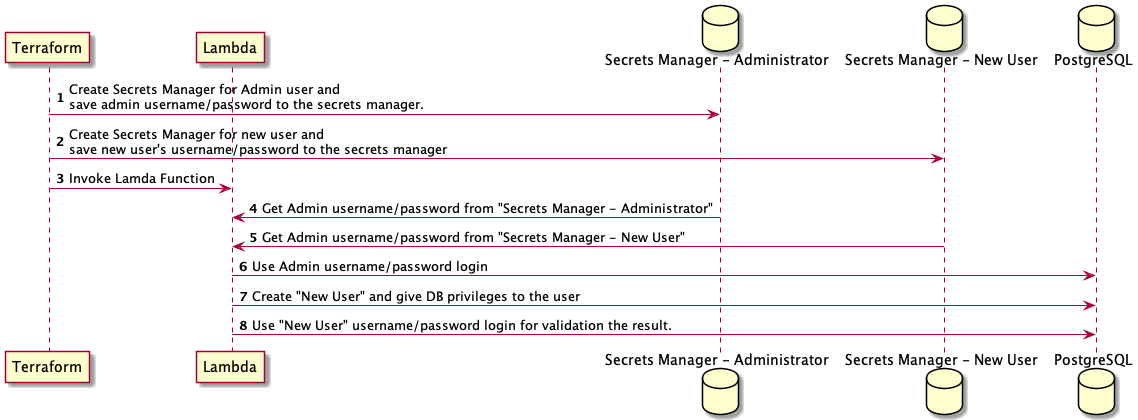 Terraform
Lambda
Secrets Manager - Administrator
Secrets Manager - New User
PostgreSQL
1 Create Secrets Manager for Admin user and
save admin username/password to the secrets manager.
2 Create Secrets Manager for new user and
save new user's username/password to the secrets manager
3 Invoke Lamda Function
4 Get Admin username/password from "Secrets Manager - Administrator"
5 Get Admin username/password from "Secrets Manager - New User"
6 Use Admin username/password login
7 Create "New User" and give DB privileges to the user
8 Use "New User" username/password login for validation the result.
Terraform
Lambda
Secrets Manager - Administrator
Secrets Manager - New User
PostgreSQL